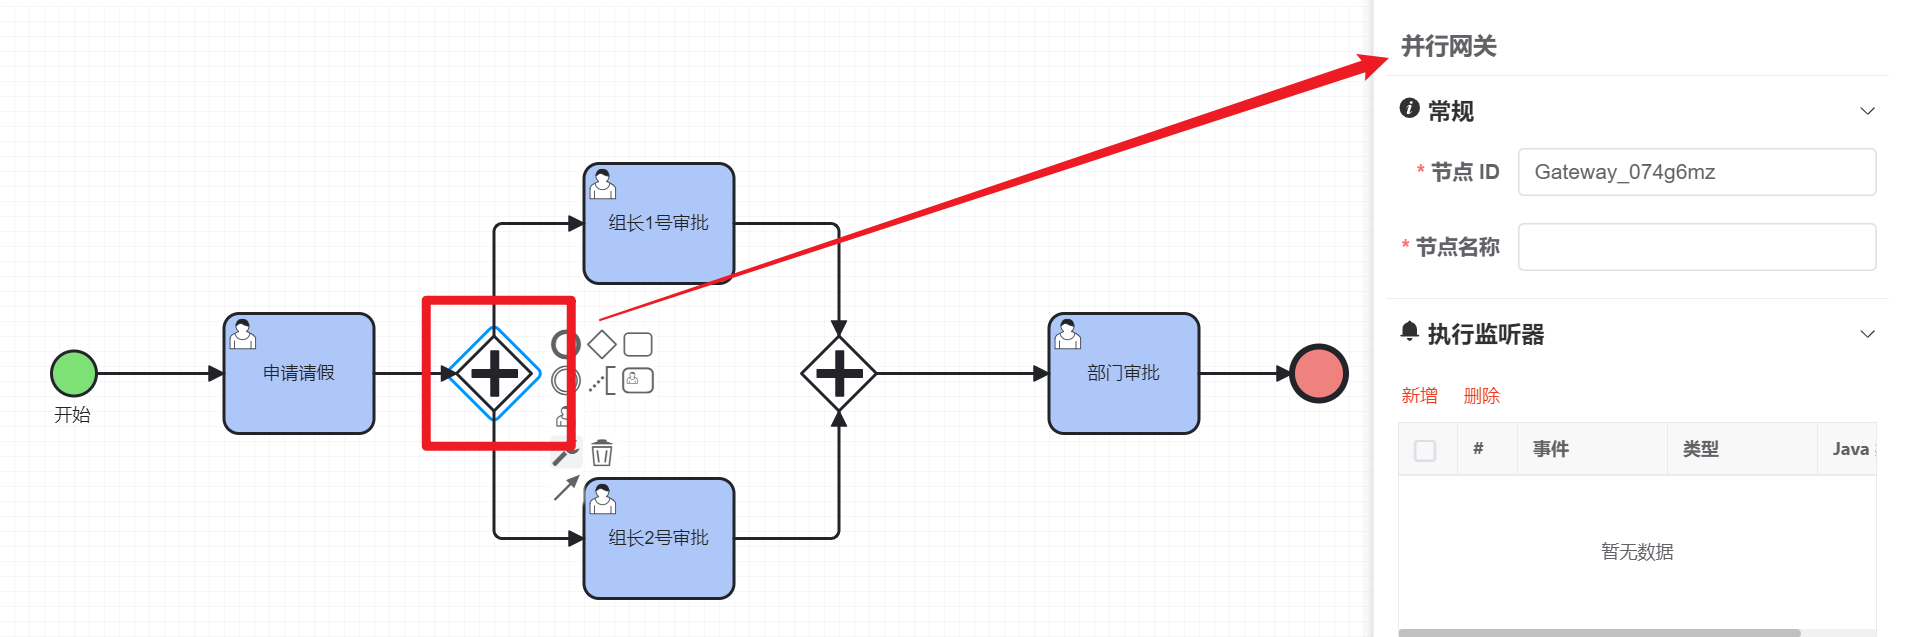 并行网关
常规
* 节点 ID
Gateway_074g6mz
* 节点名称
执行监听器
新增 删除
# 事件 类型 Java
暂无数据
组长1号审批
申请请假
部门审批
开始
组长2号审批